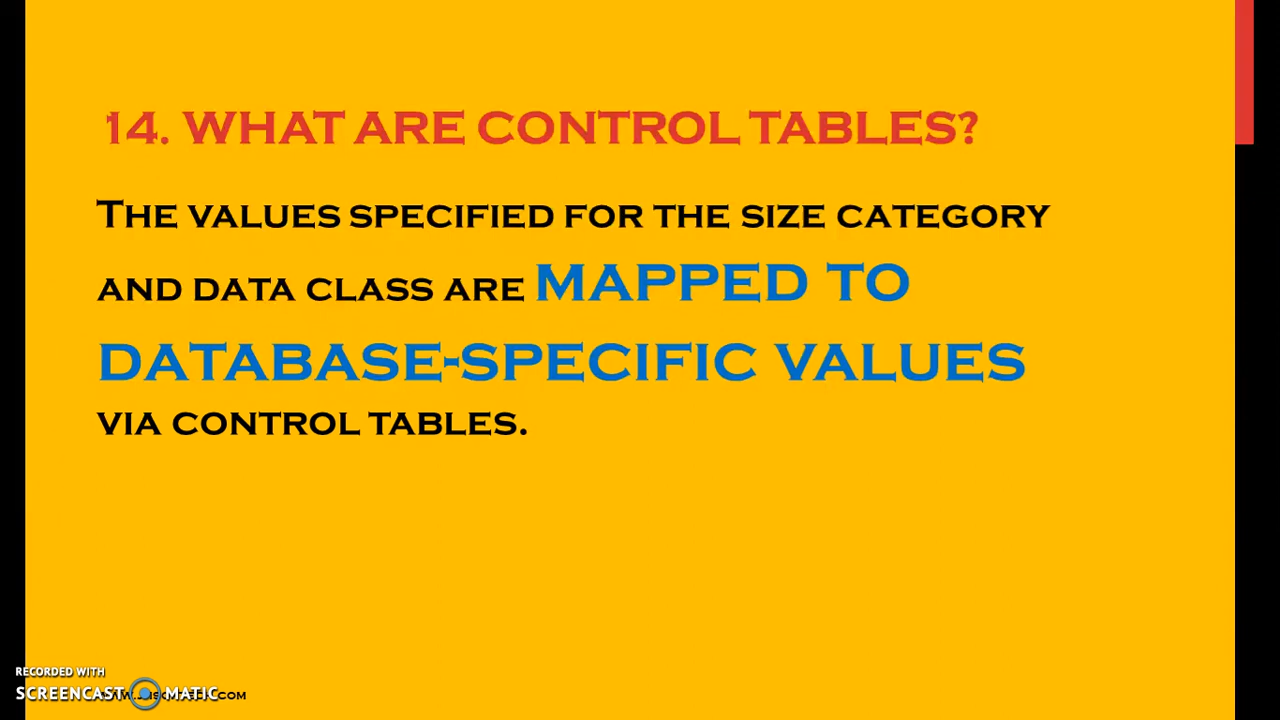 14. WHAT ARE CONTROL TABLES?
THE VALUES SPECIFIED FOR THE SIZE CATEGORY
AND DATA CLASS ARE MAPPED TO
DATABASE-SPECIFIC VALUES
VIA CONTROL TABLES.
RECORDED WITH
SCREENCAST MATIC